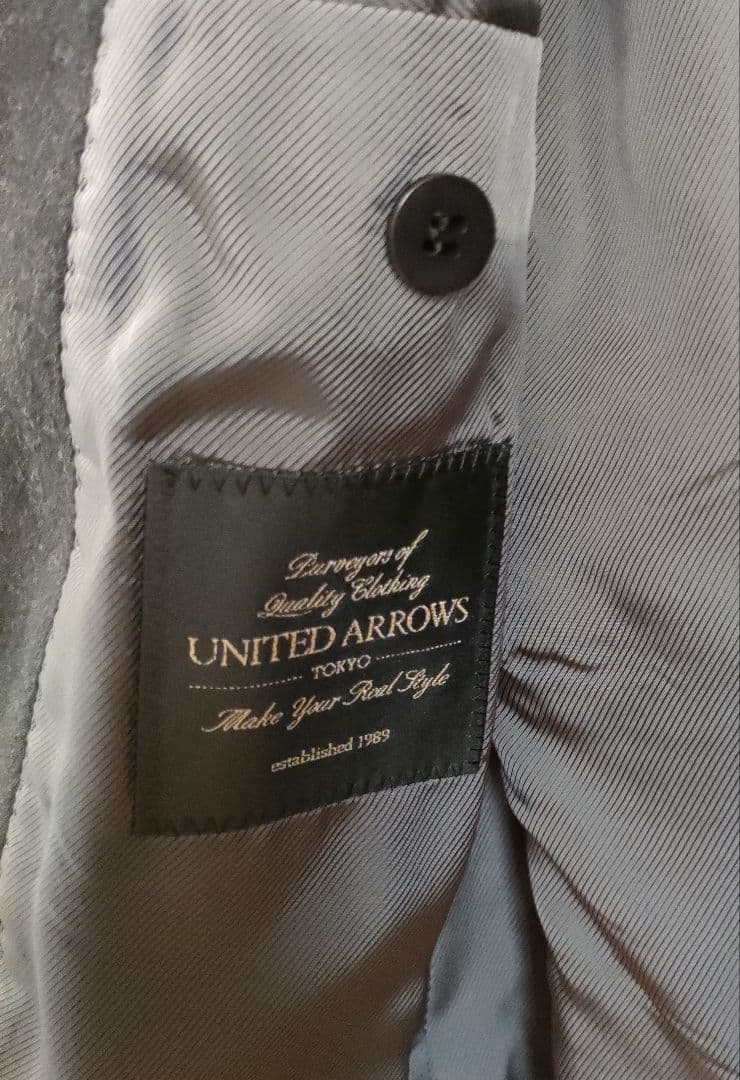 Purveyors of
Quality Clothing
UNITED ARROWS
TOKYO
Make Your Real Style
established 1989